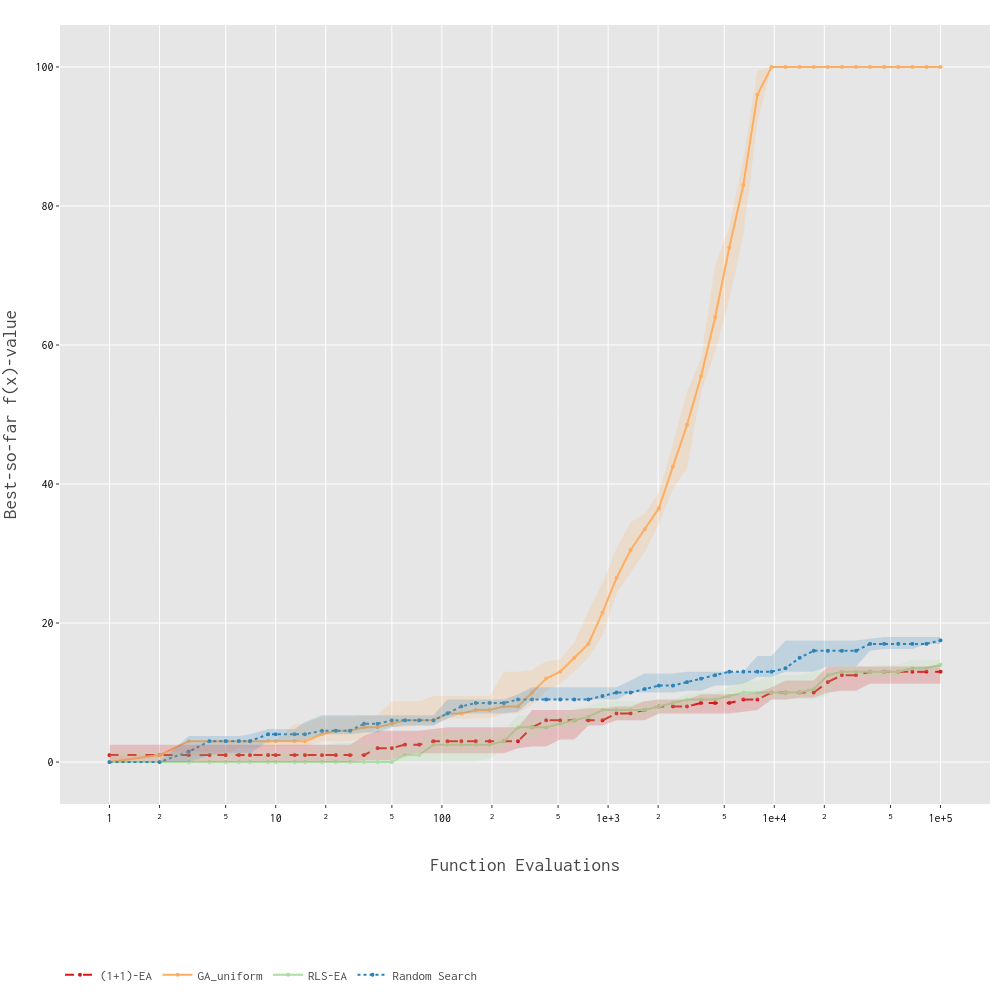 Best-so-far f(x)-value
100
80
60
40
20
0
1 2 5 10 2 5 100 2 5 1e+3 2 5 1e+4 2 5 1e+5
Function Evaluations
(1+1)-EA GA_uniform RLS-EA Random Search